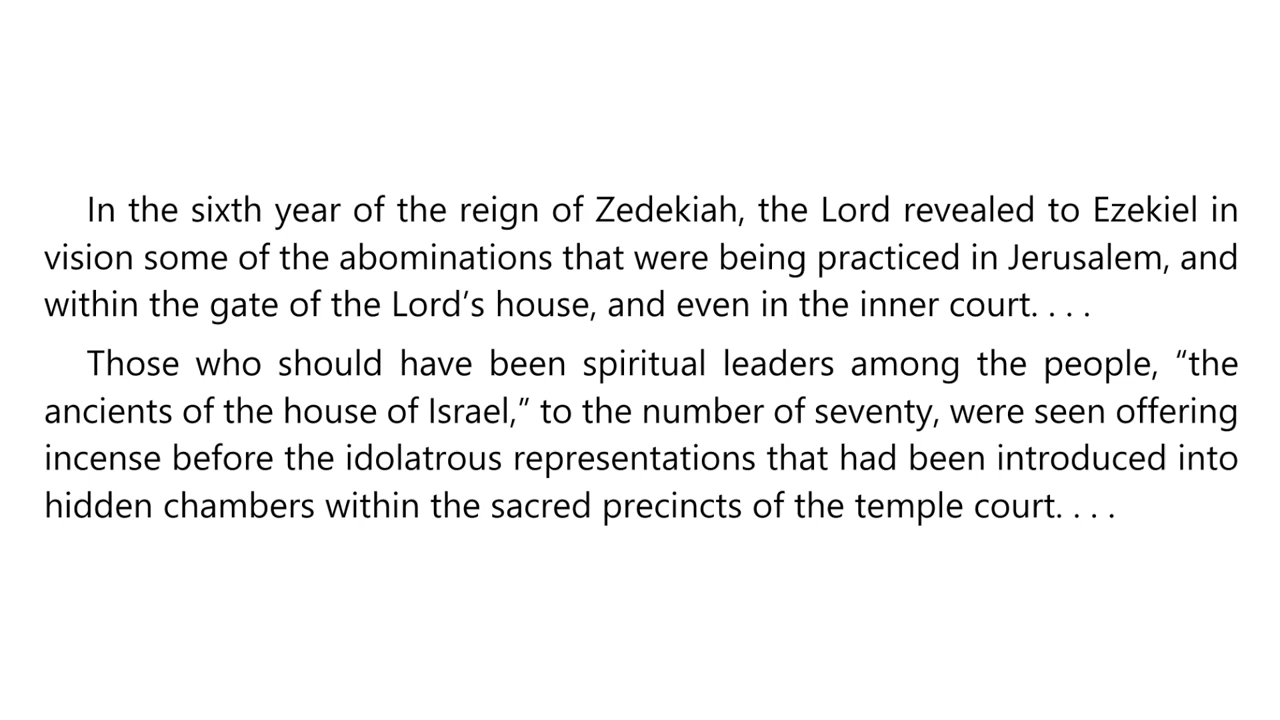 In the sixth year of the reign of Zedekiah, the Lord revealed to Ezekiel in
vision some of the abominations that were being practiced in Jerusalem, and
within the gate of the Lord’s house, and even in the inner court. . . .
Those who should have been spiritual leaders among the people, “the
ancients of the house of Israel,” to the number of seventy, were seen offering
incense before the idolatrous representations that had been introduced into
hidden chambers within the sacred precincts of the temple court. . . .